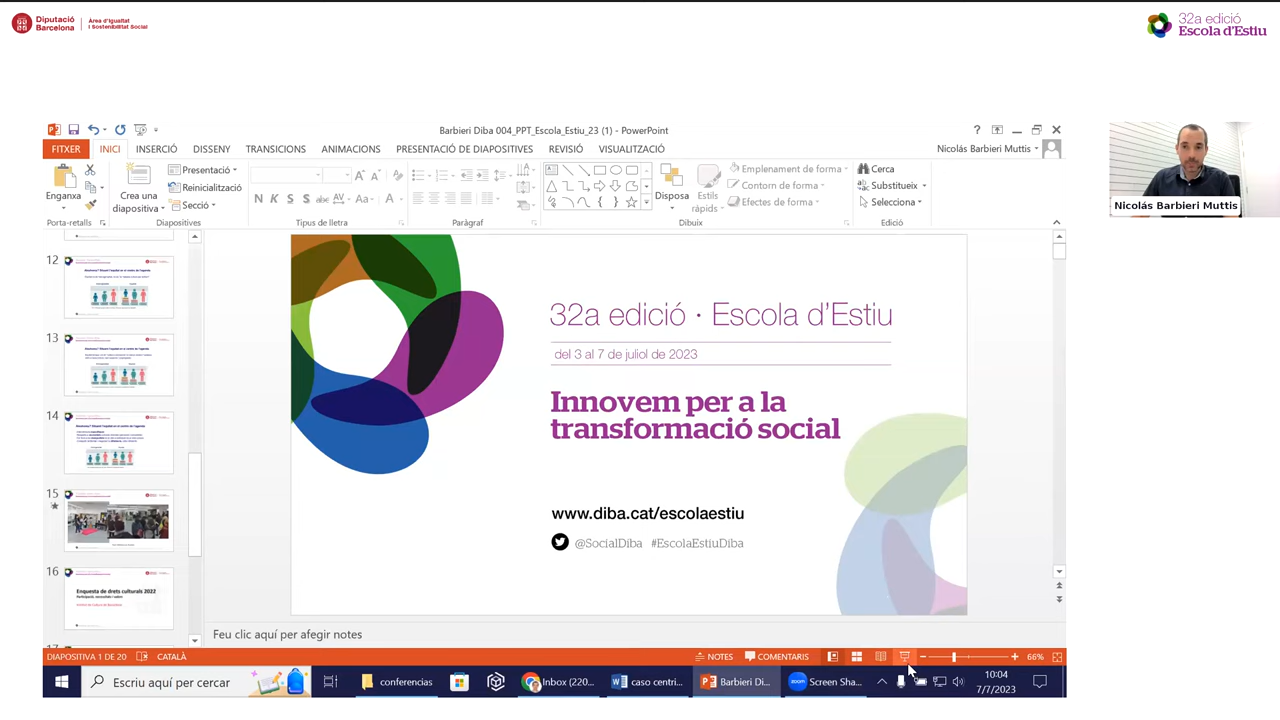 Diputació
Barcelona
Àrea d'Igualtat
i Sostenibilitat Social
32a edició
Escola d'Estiu
Barbieri Diba 004_PPT_Escola_Estiu_23 (1) - PowerPoint
FITXER INICI INSERCIÓ DISSENY TRANSICIONS ANIMACIONS PRESENTACIÓ DE DIAPOSITIVES REVISIÓ VISUALITZACIÓ
Nicolás Barbieri Muttis
Enganxa
Porta-retalls
Crea una
diapositiva
Presentació
Reinicialització
Secció
Diapositives
N K S S abc AV Aa A
Tipus de lletra
Paràgraf
Disposa
Estils
ràpids
Emplenament de forma
Contorn de forma
Efectes de forma
Dibuix
Cerca
Substitueix
Selecciona
Edició
Nicolás Barbieri Muttis
12
13
14
15
16
Enquesta de drets culturals 2022
32a edició · Escola d'Estiu
del 3 al 7 de juliol de 2023
Innovem per a la
transformació social
www.diba.cat/escolaestiu
@SocialDiba #EscolaEstiuDiba
Feu clic aquí per afegir notes
DIAPOSITIVA 1 DE 20 CATALÀ
NOTES COMENTARIS 66%
Escriu aquí per cercar
conferencias
Inbox (220...
caso centri...
Barbieri Di...
zoom
Screen Sha...
10:04
7/7/2023